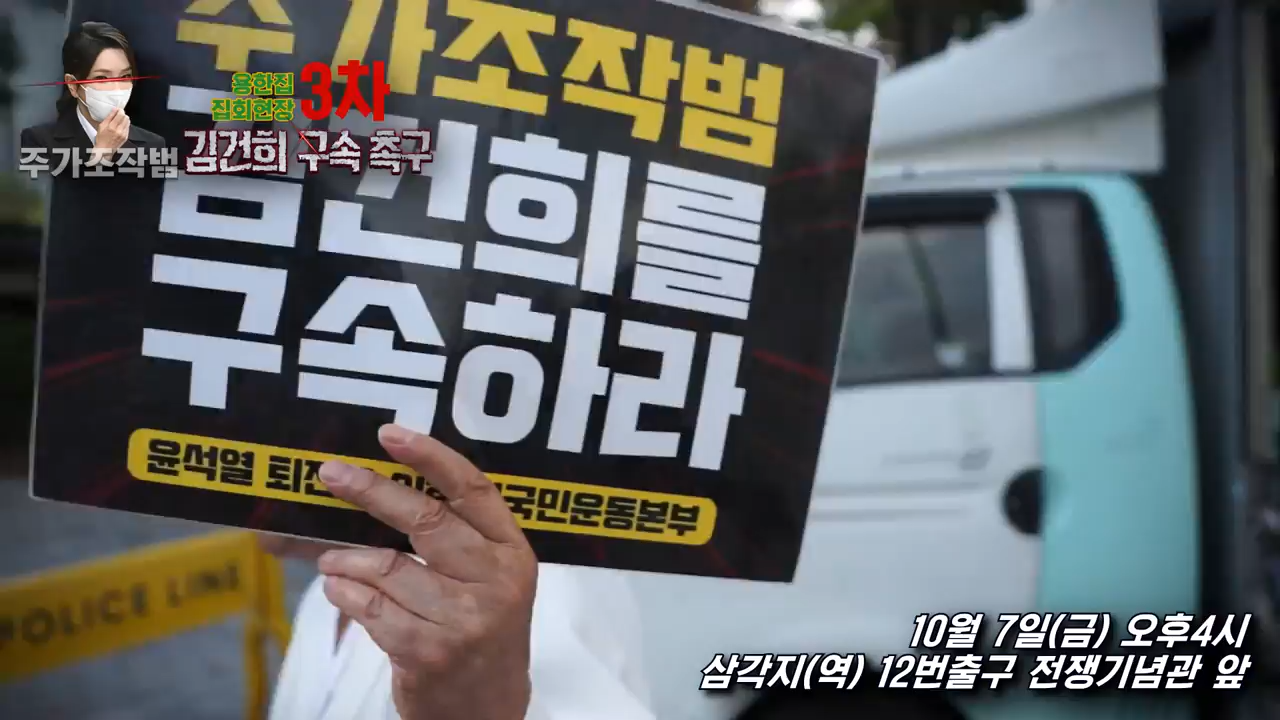 용한집
집회현장 3차
주가조작범 김건희 구속 촉구
주가조작범
김건희를
구속하라
윤석열 퇴진 국민운동본부
POLICE LINE
10월 7일(금) 오후4시
삼각지(역) 12번출구 전쟁기념관 앞